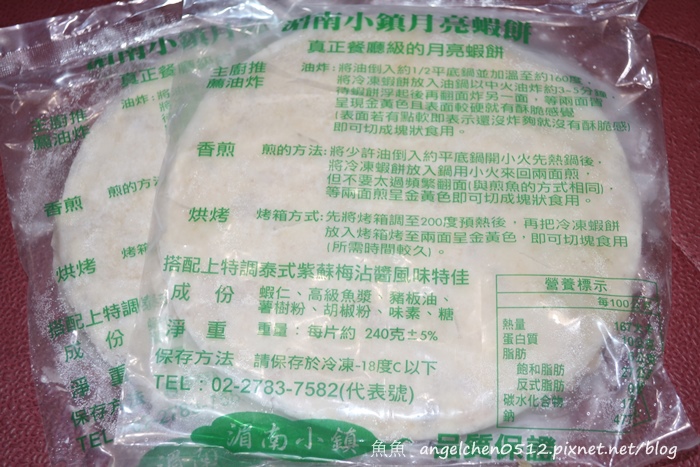 湄南小鎮月亮蝦餅
真正餐廳級的月亮蝦餅
主廚推薦油炸 油炸:將油倒入約1/2平底鍋並加溫至約160度,
將冷凍蝦餅放入油鍋以中火油炸約3~5分鐘,
待蝦餅浮起後再翻面炸另一面,等兩面皆
呈現金黃色且表面較硬就有酥脆感覺
(表面若有點軟即表示還沒炸夠就沒有酥脆感)
即可切成塊狀食用。
香煎 煎的方法:將少許油倒入約平底鍋開小火先熱鍋後,
將冷凍蝦餅放入鍋用小火來回兩面煎,
但不要太過頻繁翻面(與煎魚的方式相同),
等兩面煎至金黃色即可切成塊狀食用。
烘烤 烤箱方式:先將烤箱調至200度預熱後,再把冷凍蝦餅
放入烤箱烤至兩面呈金黃色,即可切塊食用
(所需時間較久)。
搭配上特調泰式紫蘇梅沾醬風味特佳
成份 蝦仁、高級魚漿、豬板油、
薯樹粉、胡椒粉、味素、糖
淨重 重量:每片約 240克±5%
保存方法 請保存於冷凍-18度C以下
TEL:02-2783-7582(代表號)
營養標示
每100
熱量
蛋白質
脂肪
飽和脂肪
反式脂肪
碳水化合物
鈉
湄南小鎮
品質保證
魚魚 angelchen0512.pixnet.net/blog